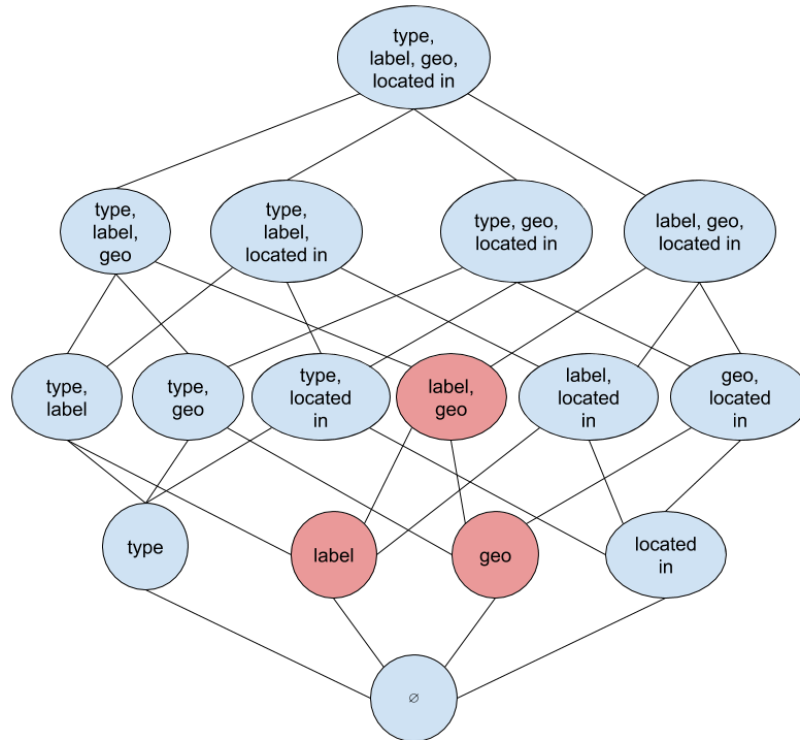 type,
label, geo,
located in
type,
label,
geo
type,
label,
located in
type, geo,
located in
label, geo,
located in
type,
label
type,
geo
type,
located
in
label,
geo
label,
located
in
geo,
located
in
type
label
geo
located
in
∅